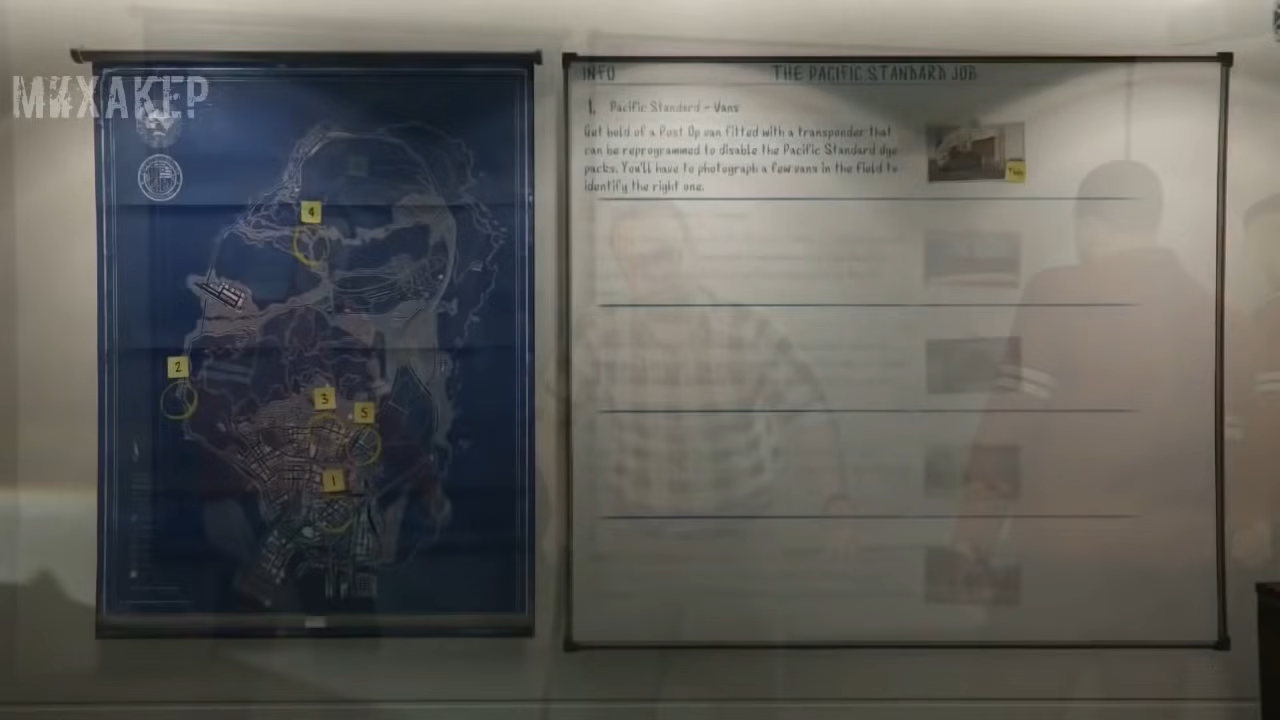 МИХАКЕР
INFO
THE PACIFIC STANDARD JOB
1. Pacific Standard - Vans
Get hold of a Post Op van fitted with a transponder that
can be reprogrammed to disable the Pacific Standard dye
packs. You'll have to photograph a few vans in the field to
identify the right one.
4
2
3
5
1